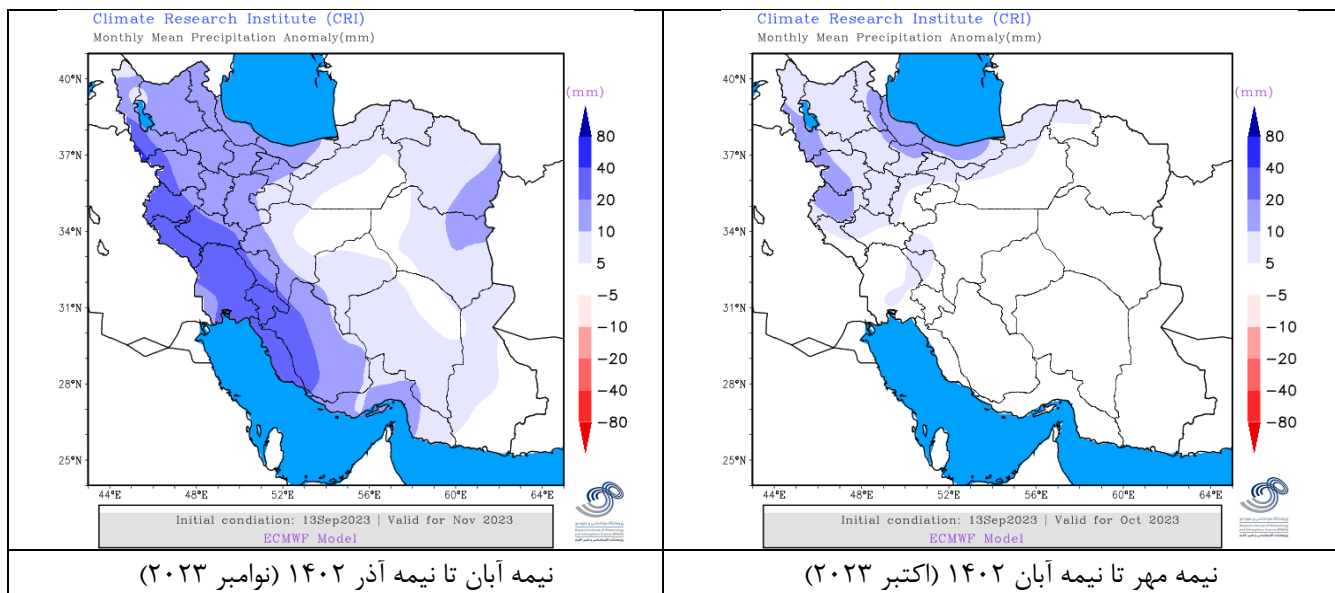 Climate Research Institute (CRI)
Monthly Mean Precipitation Anomaly(mm)
40°N
37°N
34°N
31°N
28°N
25°N
44°E
48°E
52°E
56°E
60°E
64°E
(mm)
80
40
20
10
5
−5
−10
−20
−40
−80
Initial condiation: 13Sep2023 | Valid for Nov 2023
ECMWF Model
نیمه آبان تا نیمه آذر ۱۴۰۲ (نوامبر ۲۰۲۳)
Climate Research Institute (CRI)
Monthly Mean Precipitation Anomaly(mm)
40°N
37°N
34°N
31°N
28°N
25°N
44°E
48°E
52°E
56°E
60°E
64°E
(mm)
80
40
20
10
5
−5
−10
−20
−40
−80
Initial condiation: 13Sep2023 | Valid for Oct 2023
ECMWF Model
نیمه مهر تا نیمه آبان ۱۴۰۲ (اکتبر ۲۰۲۳)